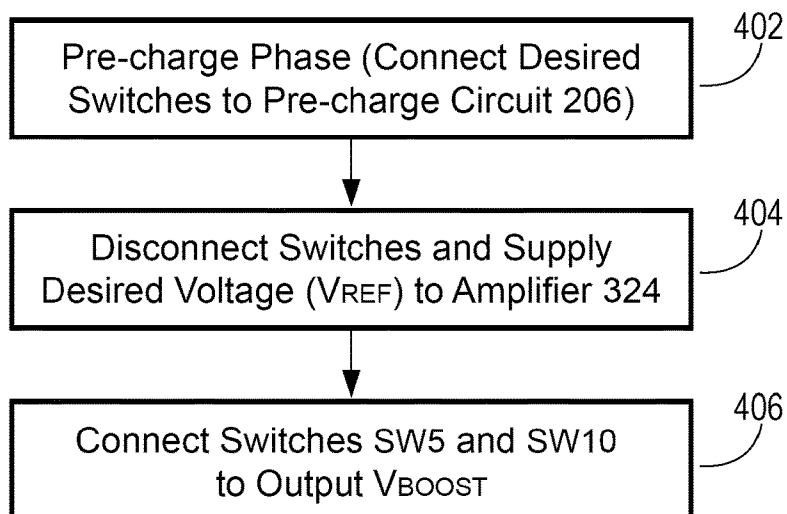 402
Pre-charge Phase (Connect Desired
Switches to Pre-charge Circuit 206)
404
Disconnect Switches and Supply
Desired Voltage (VREF) to Amplifier 324
406
Connect Switches SW5 and SW10
to Output VBOOST